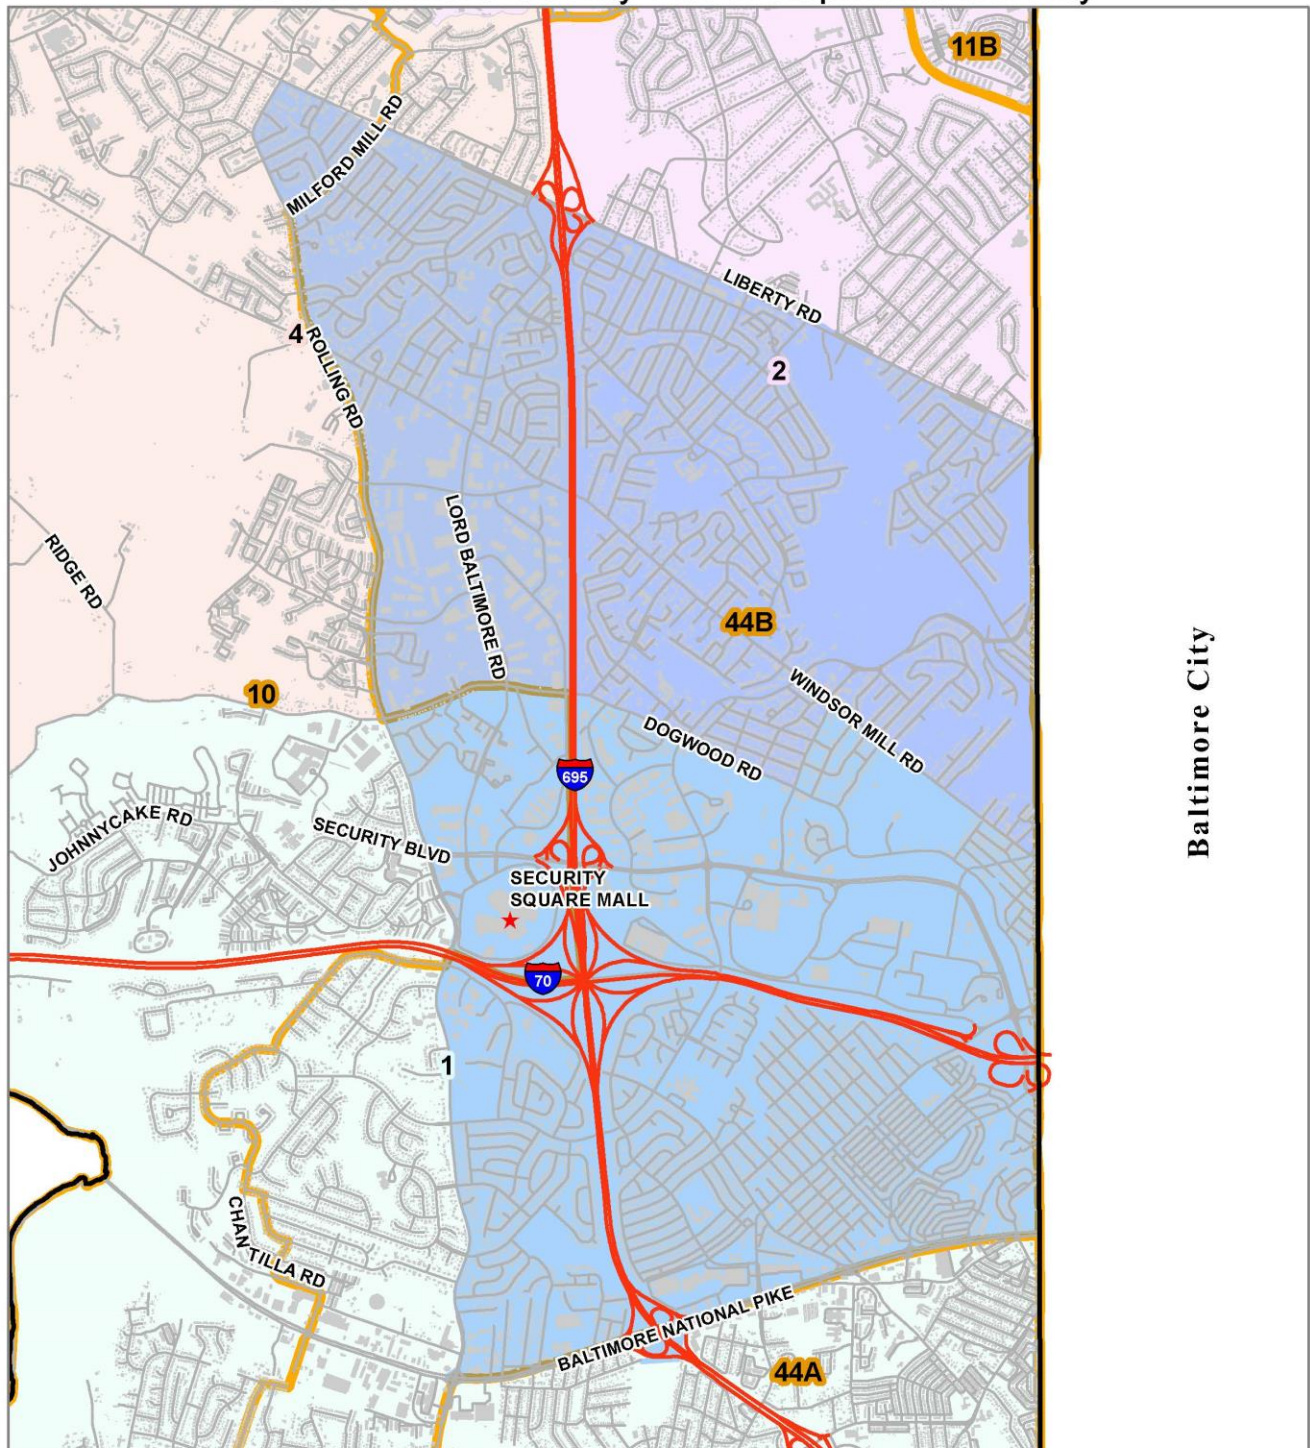 11B
MILFORD MILL RD
LIBERTY RD
4
ROLLING RD
2
LORD BALTIMORE RD
RIDGE RD
44B
Baltimore City
10
WINDSOR MILL RD
DOGWOOD RD
695
JOHNNYCAKE RD
SECURITY BLVD
SECURITY
SQUARE MALL
70
1
CHANTILLA RD
BALTIMORE NATIONAL PIKE
44A